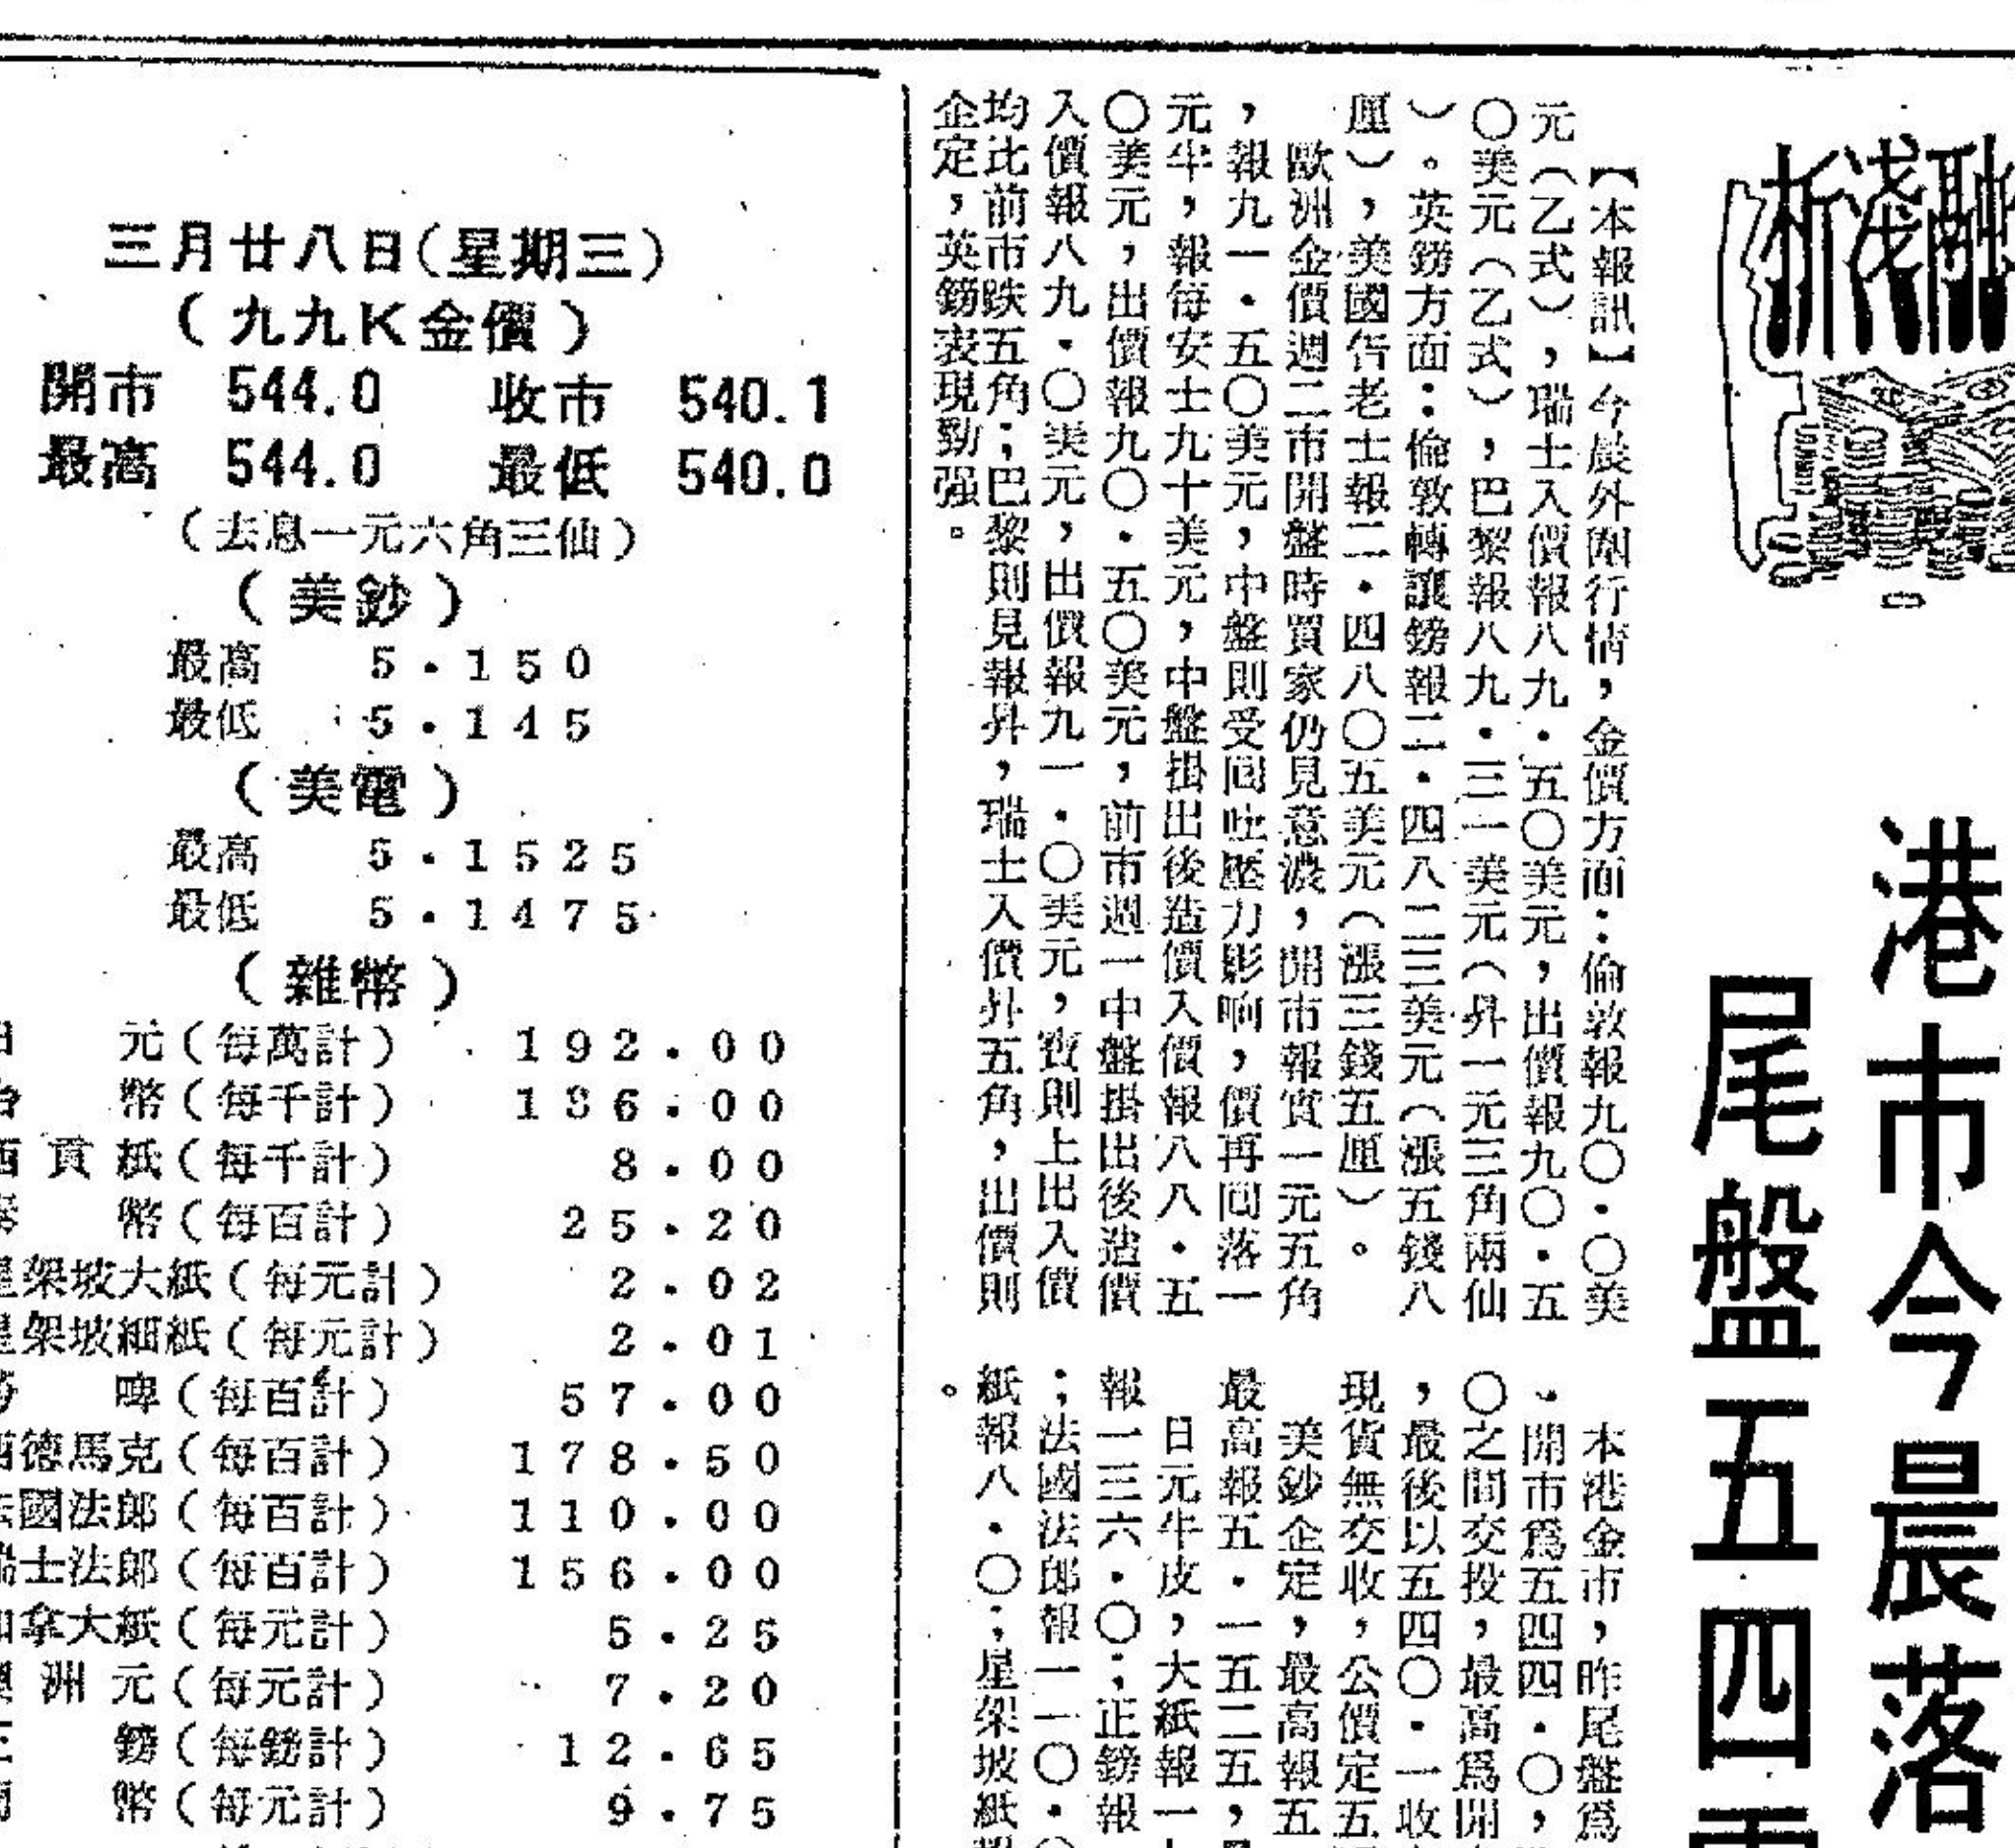 融淺析
港市今晨落
尾盤五四
【本報訊】今晨外圍行情，金價方面：倫敦報九〇．〇美
元（乙式），瑞士入價報八九．五〇美元，出價報九〇．五
〇美元（乙式），巴黎報八九．三一美元（昇一元三角兩仙
）。英鎊方面：倫敦轉讓鎊報二．四八二三美元（漲五錢八
厘），美國告老士報二．四八〇五美元（漲三錢五厘）。
歐洲金價週二市開盤時買家仍見意濃，開市報實一元五角
，報九一．五〇美元，中盤則受回吐壓力影响，價再回落一
元半，報每安士九十美元，中盤掛出後造價入價報八八．五
〇美元，出價報九〇．五〇美元，前市週一中盤掛出後造價
入價報八九．〇美元，出價報九一．〇美元，實則上出入價
均比前市跌五角；巴黎則見報昇，瑞士入價昇五角，出價則
企定，英鎊表現勁强。
本港金市，昨尾盤爲
，開市爲五四四．〇，
〇之間交投，最高爲開
，最後以五四〇．一收
現貨無交收，公價定五
美鈔企定，最高報五
最高報五．一五二五，
日元牛皮，大紙報一
報一三六．〇；正鎊報
；法國法郎報一一〇．
紙報八．〇；星架坡紙
。
三月廿八日（星期三）
（九九K金價）
開市 544.0 收市 540.1
最高 544.0 最低 540.0
（去息一元六角三仙）
（美鈔）
最高 5.150
最低 5.145
（美電）
最高 5.1525
最低 5.1475
（雜幣）
元（每萬計） 192.00
幣（每千計） 136.00
貢紙（每千計） 8.00
幣（每百計） 25.20
架坡大紙（每元計） 2.02
架坡細紙（每元計） 2.01
啤（每百計） 57.00
德馬克（每百計） 178.50
國法郎（每百計） 110.00
士法郎（每百計） 156.00
拿大紙（每元計） 5.25
洲元（每元計） 7.20
鎊（每鎊計） 12.65
幣（每元計） 9.75